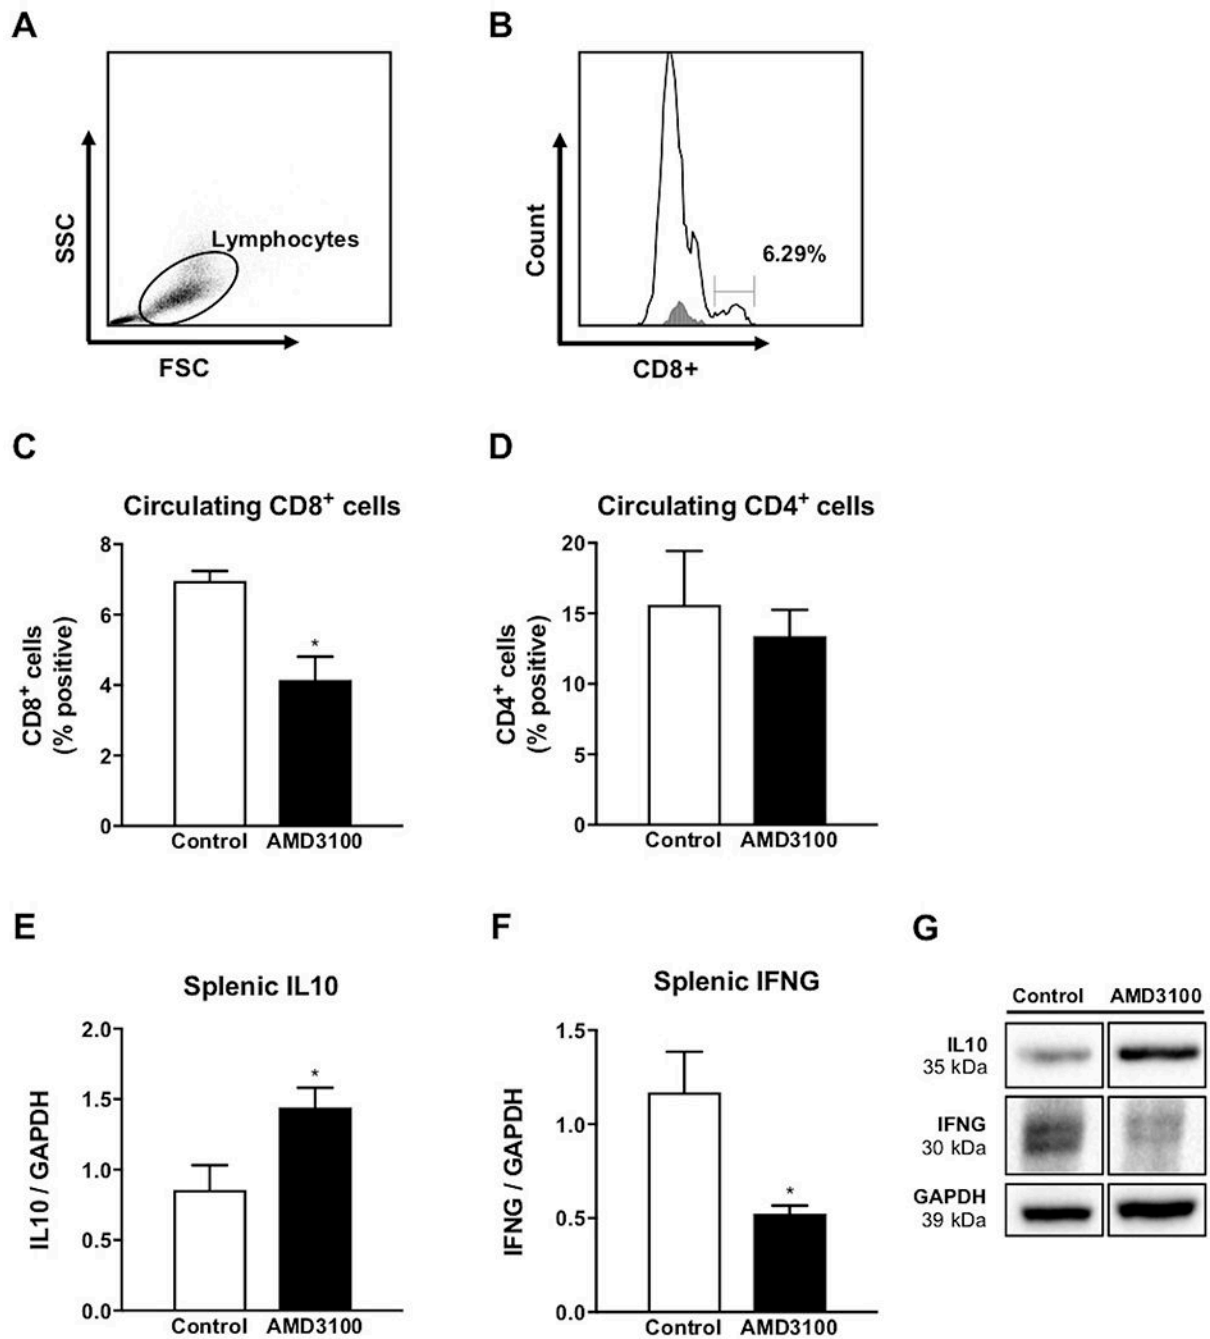 A
SSC
Lymphocytes
FSC
B
Count
6.29%
CD8+
C
Circulating CD8+ cells
CD8+ cells
(% positive)
8
6
4
2
0
Control AMD3100
*
D
Circulating CD4+ cells
CD4+ cells
(% positive)
20
15
10
5
0
Control AMD3100
E
Splenic IL10
IL10 / GAPDH
2.0
1.5
1.0
0.5
0.0
*
Control AMD3100
F
Splenic IFNG
IFNG / GAPDH
1.5
1.0
0.5
0.0
*
Control AMD3100
G
Control AMD3100
IL10
35 kDa
IFNG
30 kDa
GAPDH
39 kDa